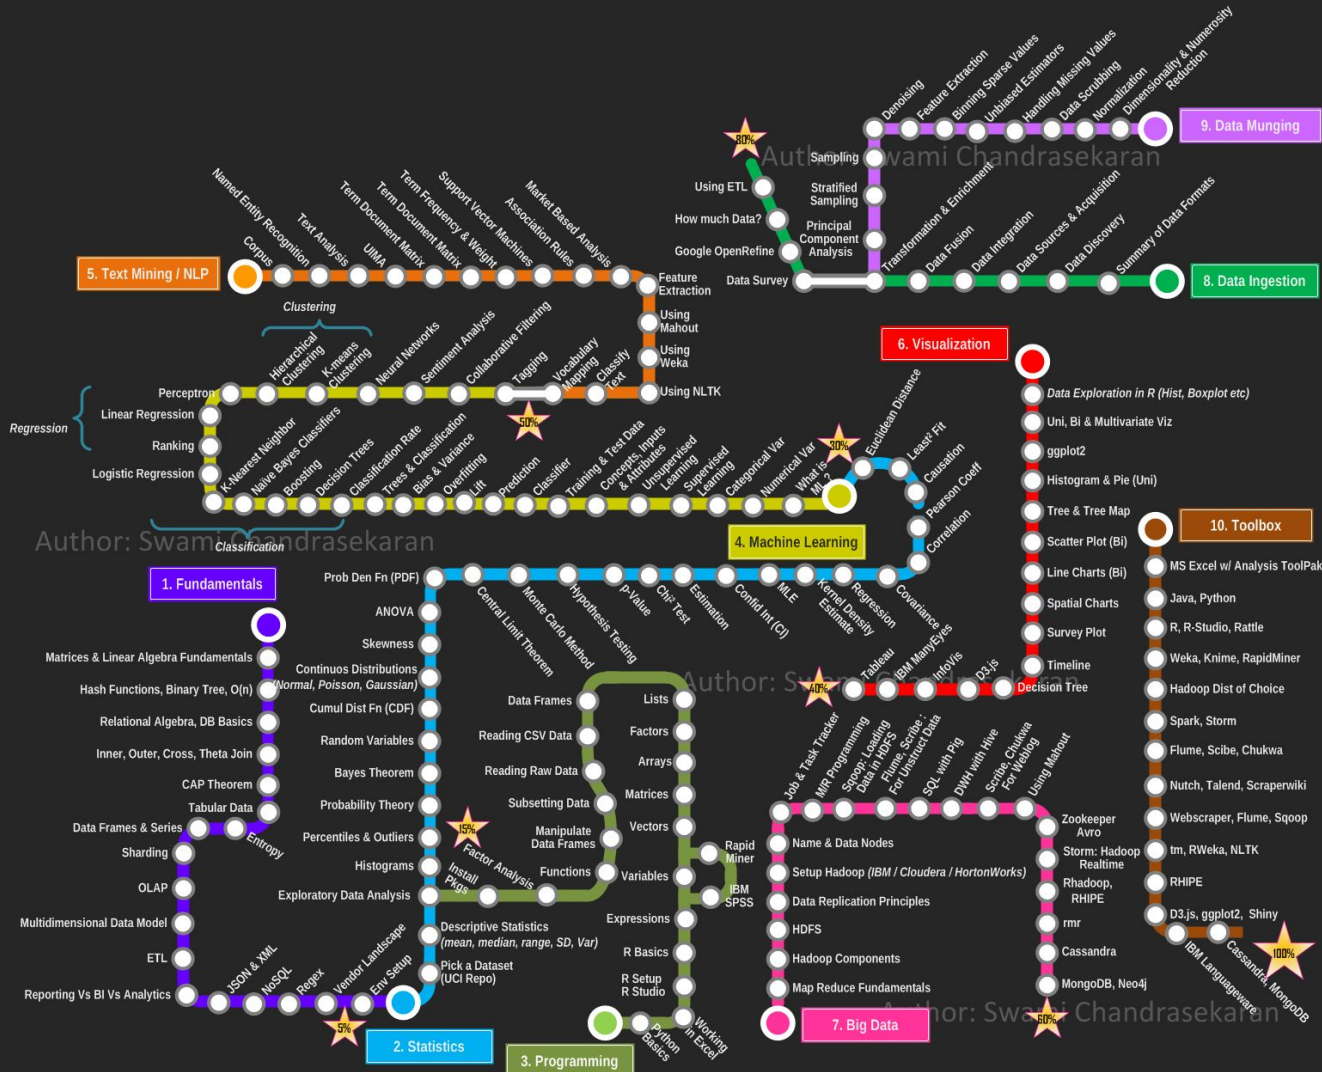 9. Data Munging
Denoising
Feature Extraction
Binning Sparse Values
Unbiased Estimators
Handling Missing Values
Data Scrubbing
Normalization
Dimensionality & Numerosity
Reduction
Author: Swami Chandrasekaran
80%
Sampling
Stratified
Sampling
Principal
Component
Analysis
Using ETL
How much Data?
Google OpenRefine
Data Survey
Transformation & Enrichment
Data Fusion
Data Integration
Data Sources & Acquisition
Data Discovery
Summary of Data Formats
8. Data Ingestion
5. Text Mining / NLP
Corpus
Named Entity Recognition
Text Analysis
UIMA
Term Document Matrix
Term Document Matrix
Term Frequency & Weight
Support Vector Machines
Association Rules
Market Based Analysis
Feature
Extraction
Using
Mahout
Using
Weka
Using NLTK
Classify
Text
Vocabulary
Mapping
Tagging
50%
Collaborative Filtering
Sentiment Analysis
Neural Networks
K-means
Clustering
Hierarchical
Clustering
Clustering
Perceptron
Linear Regression
Ranking
Logistic Regression
Regression
K-Nearest Neighbor
Naive Bayes Classifiers
Boosting
Decision Trees
Classification Rate
Trees & Classification
Bias & Variance
Overfitting
Lift
Prediction
Classifier
Training & Test Data
Concepts, Inputs
& Attributes
Unsupervised
Learning
Supervised
Learning
Categorical Var
Numerical Var
What is
ML?
Classification
Author: Swami Chandrasekaran
4. Machine Learning
30%
Euclidean Distance
Least² Fit
Causation
Pearson Coeff
Correlation
Covariance
Regression
Kernel Density
Estimate
MLE
Confid Int (CI)
Estimation
Chi² Test
p-Value
Hypothesis Testing
Monte Carlo Method
Central Limit Theorem
Prob Den Fn (PDF)
ANOVA
Skewness
Continuos Distributions
(Normal, Poisson, Gaussian)
Cumul Dist Fn (CDF)
Random Variables
Bayes Theorem
Probability Theory
Percentiles & Outliers
Histograms
Exploratory Data Analysis
Descriptive Statistics
(mean, median, range, SD, Var)
Pick a Dataset
(UCI Repo)
2. Statistics
1. Fundamentals
Matrices & Linear Algebra Fundamentals
Hash Functions, Binary Tree, O(n)
Relational Algebra, DB Basics
Inner, Outer, Cross, Theta Join
CAP Theorem
Tabular Data
Entropy
Data Frames & Series
Sharding
OLAP
Multidimensional Data Model
ETL
Reporting Vs BI Vs Analytics
JSON & XML
NoSQL
Regex
Vendor Landscape
Env Setup
5%
15%
Install
Pkgs
Factor Analysis
Functions
Manipulate
Data Frames
Subsetting Data
Reading Raw Data
Reading CSV Data
Data Frames
Lists
Factors
Arrays
Matrices
Vectors
Variables
Rapid
Miner
IBM
SPSS
Expressions
R Basics
R Setup
R Studio
Working
in Excel
Python
Basics
3. Programming
6. Visualization
Data Exploration in R (Hist, Boxplot etc)
Uni, Bi & Multivariate Viz
ggplot2
Histogram & Pie (Uni)
Tree & Tree Map
Scatter Plot (Bi)
Line Charts (Bi)
Spatial Charts
Survey Plot
Timeline
Decision Tree
D3.js
InfoVis
IBM ManyEyes
Tableau
40%
Author: Swami Chandrasekaran
7. Big Data
Map Reduce Fundamentals
Hadoop Components
HDFS
Data Replication Principles
Setup Hadoop (IBM / Cloudera / HortonWorks)
Name & Data Nodes
Job & Task Tracker
M/R Programming
Sqoop: Loading
Data in HDFS
Flume, Scribe :
For Unstruct Data
SQL with Pig
DWH with Hive
Scribe, Chukwa
For Weblog
Using Mahout
Zookeeper
Avro
Storm: Hadoop
Realtime
Rhadoop,
RHIPE
rmr
Cassandra
MongoDB, Neo4j
60%
Author: Swami Chandrasekaran
10. Toolbox
MS Excel w/ Analysis ToolPak
Java, Python
R, R-Studio, Rattle
Weka, Knime, RapidMiner
Hadoop Dist of Choice
Spark, Storm
Flume, Scibe, Chukwa
Nutch, Talend, Scraperwiki
Webscraper, Flume, Sqoop
tm, RWeka, NLTK
RHIPE
D3.js, ggplot2, Shiny
IBM Languageware
Cassandra, MongoDB
100%